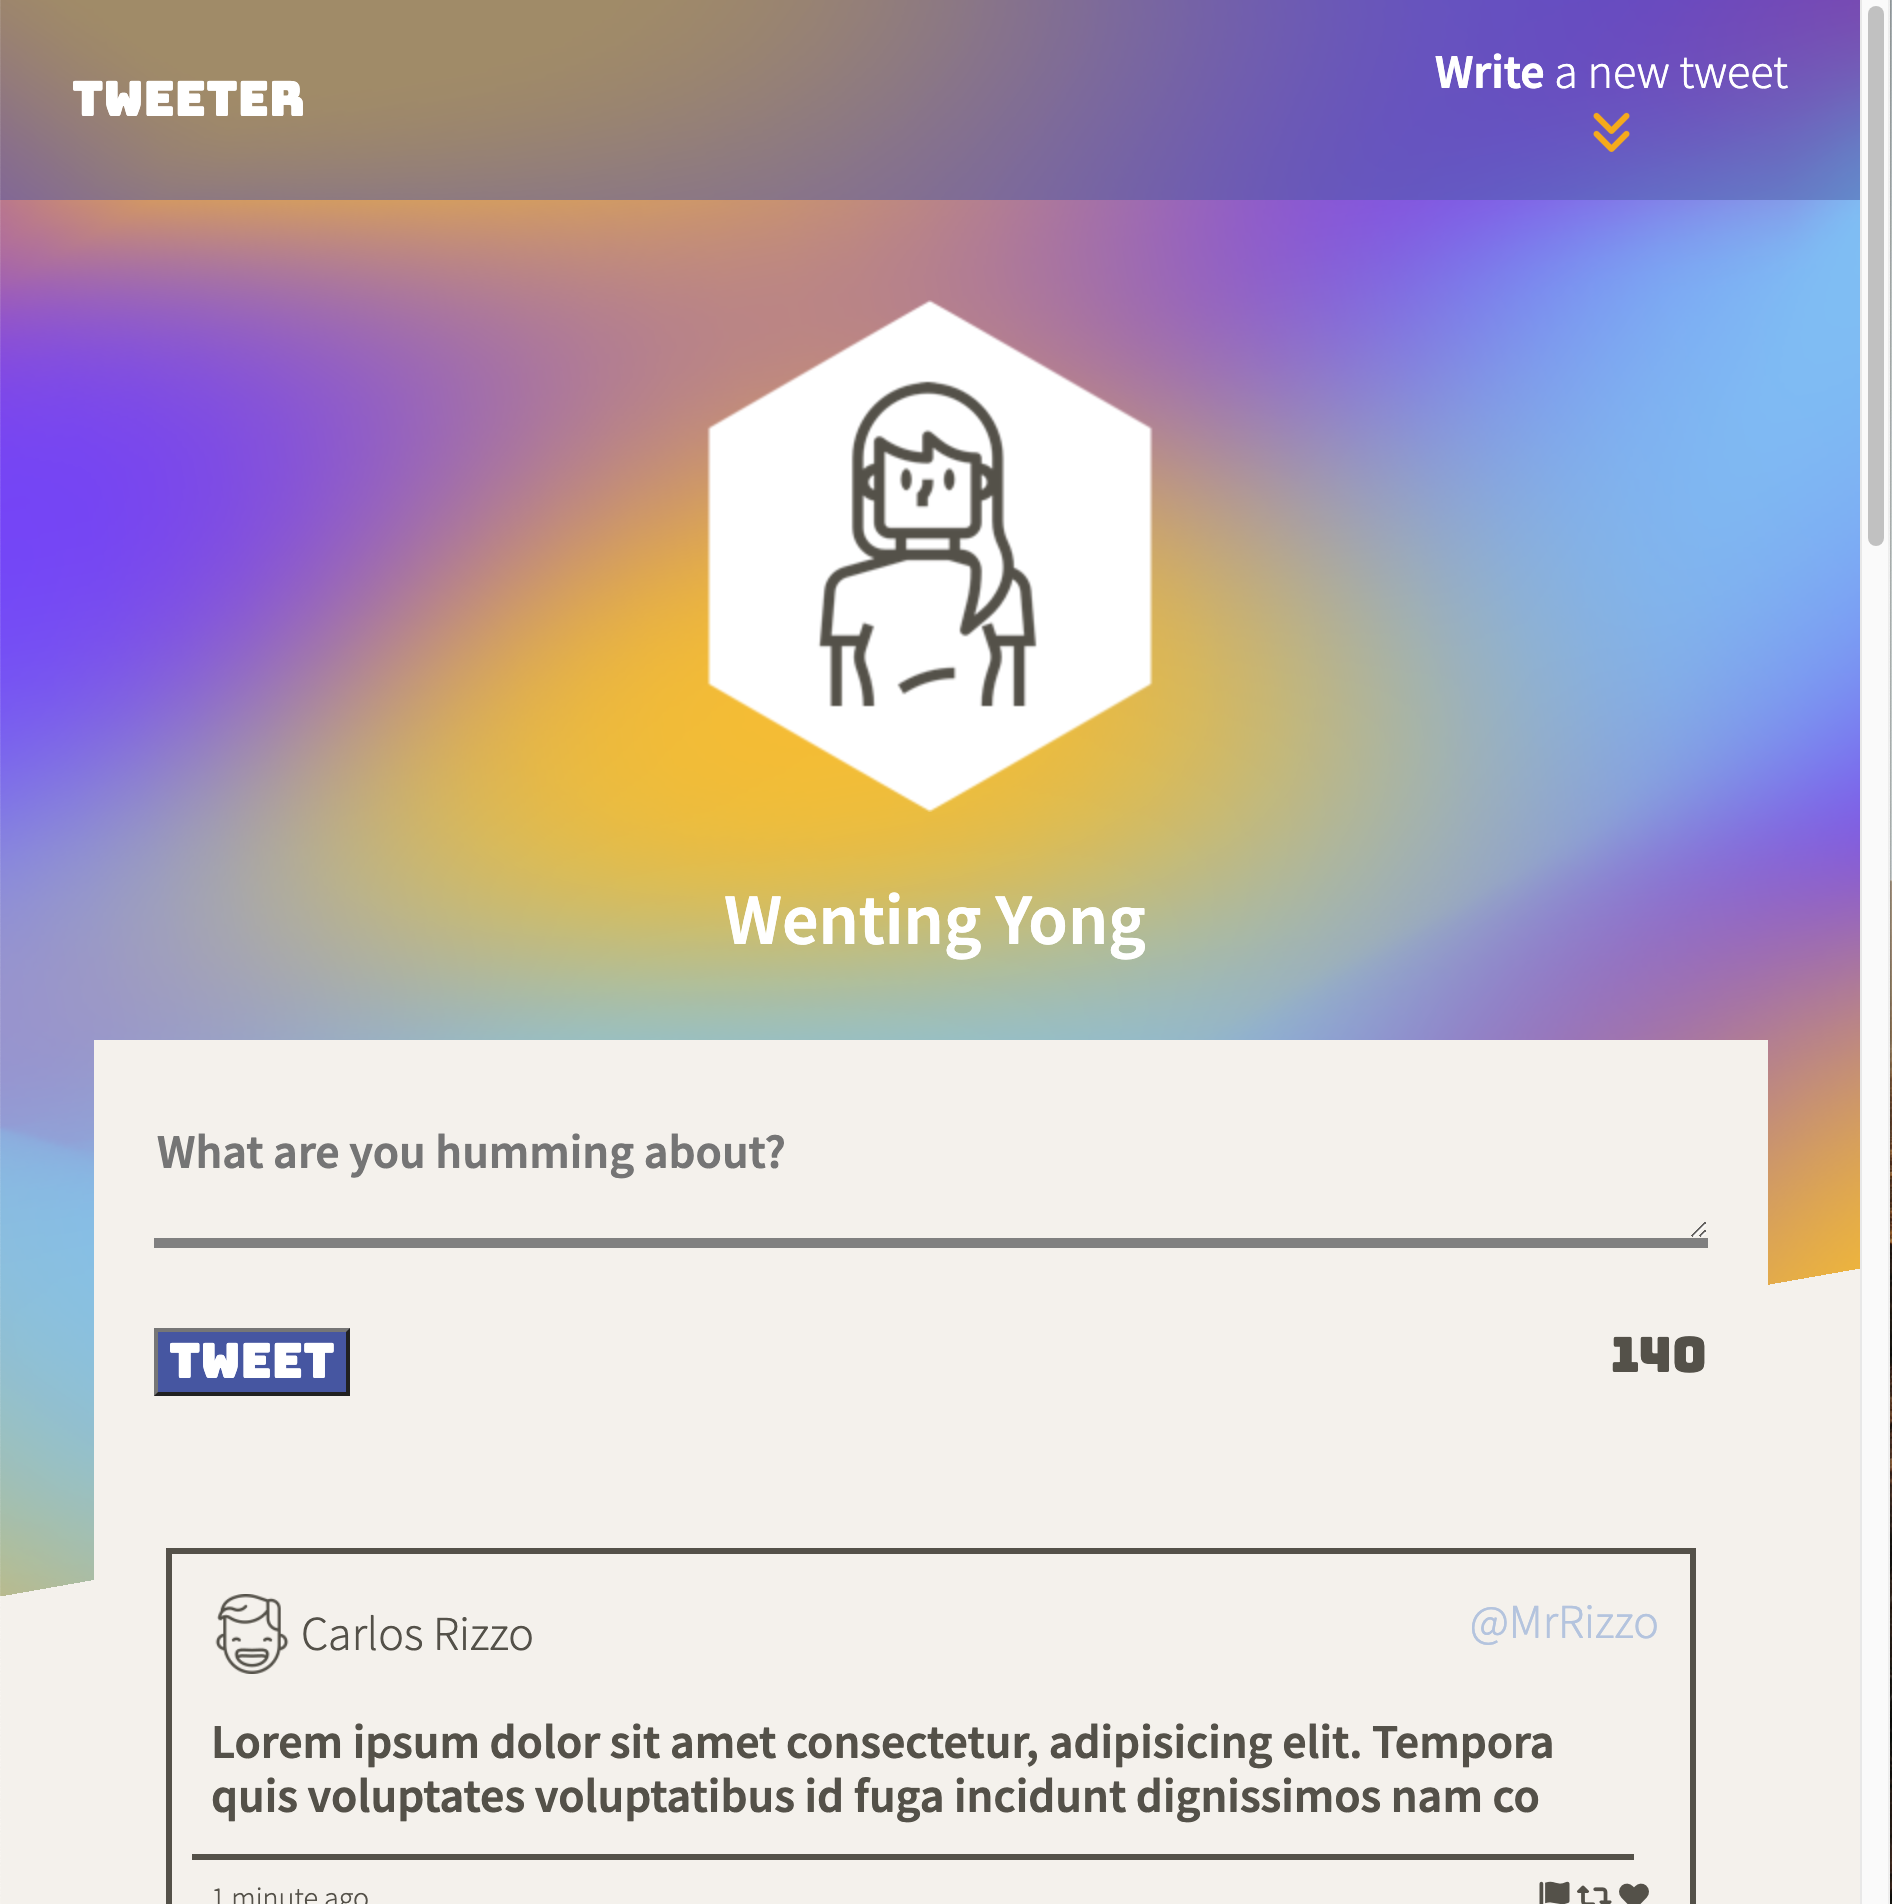 TWEETER
Write a new tweet
Wenting Yong
What are you humming about?
TWEET
140
Carlos Rizzo
@MrRizzo
Lorem ipsum dolor sit amet consectetur, adipisicing elit. Tempora
quis voluptates voluptatibus id fuga incidunt dignissimos nam co
1 minute ago